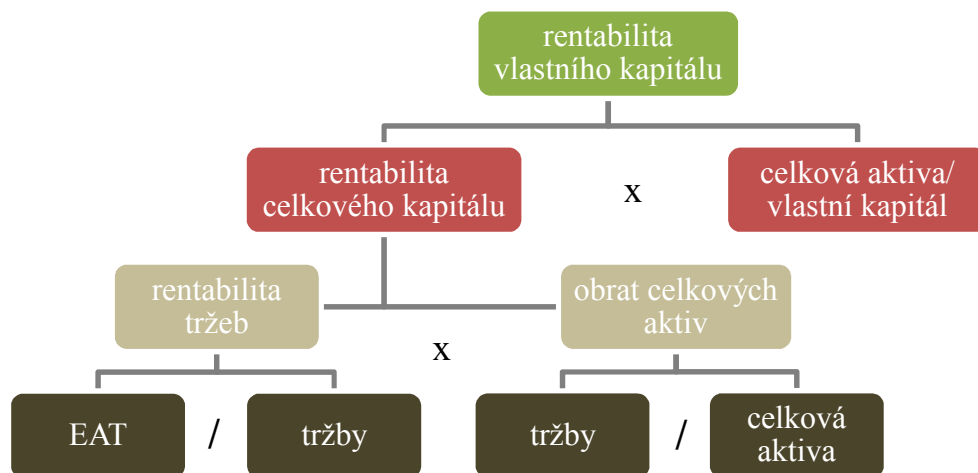 rentabilita
vlastního kapitálu
rentabilita
celkového kapitálu
x
celková aktiva/
vlastní kapitál
rentabilita
tržeb
x
obrat celkových
aktiv
EAT
/
tržby
tržby
/
celková
aktiva